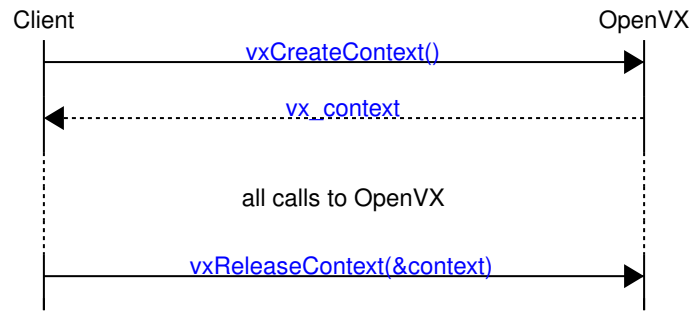 Client OpenVX
vxCreateContext()
vx_context
all calls to OpenVX
vxReleaseContext(&context)